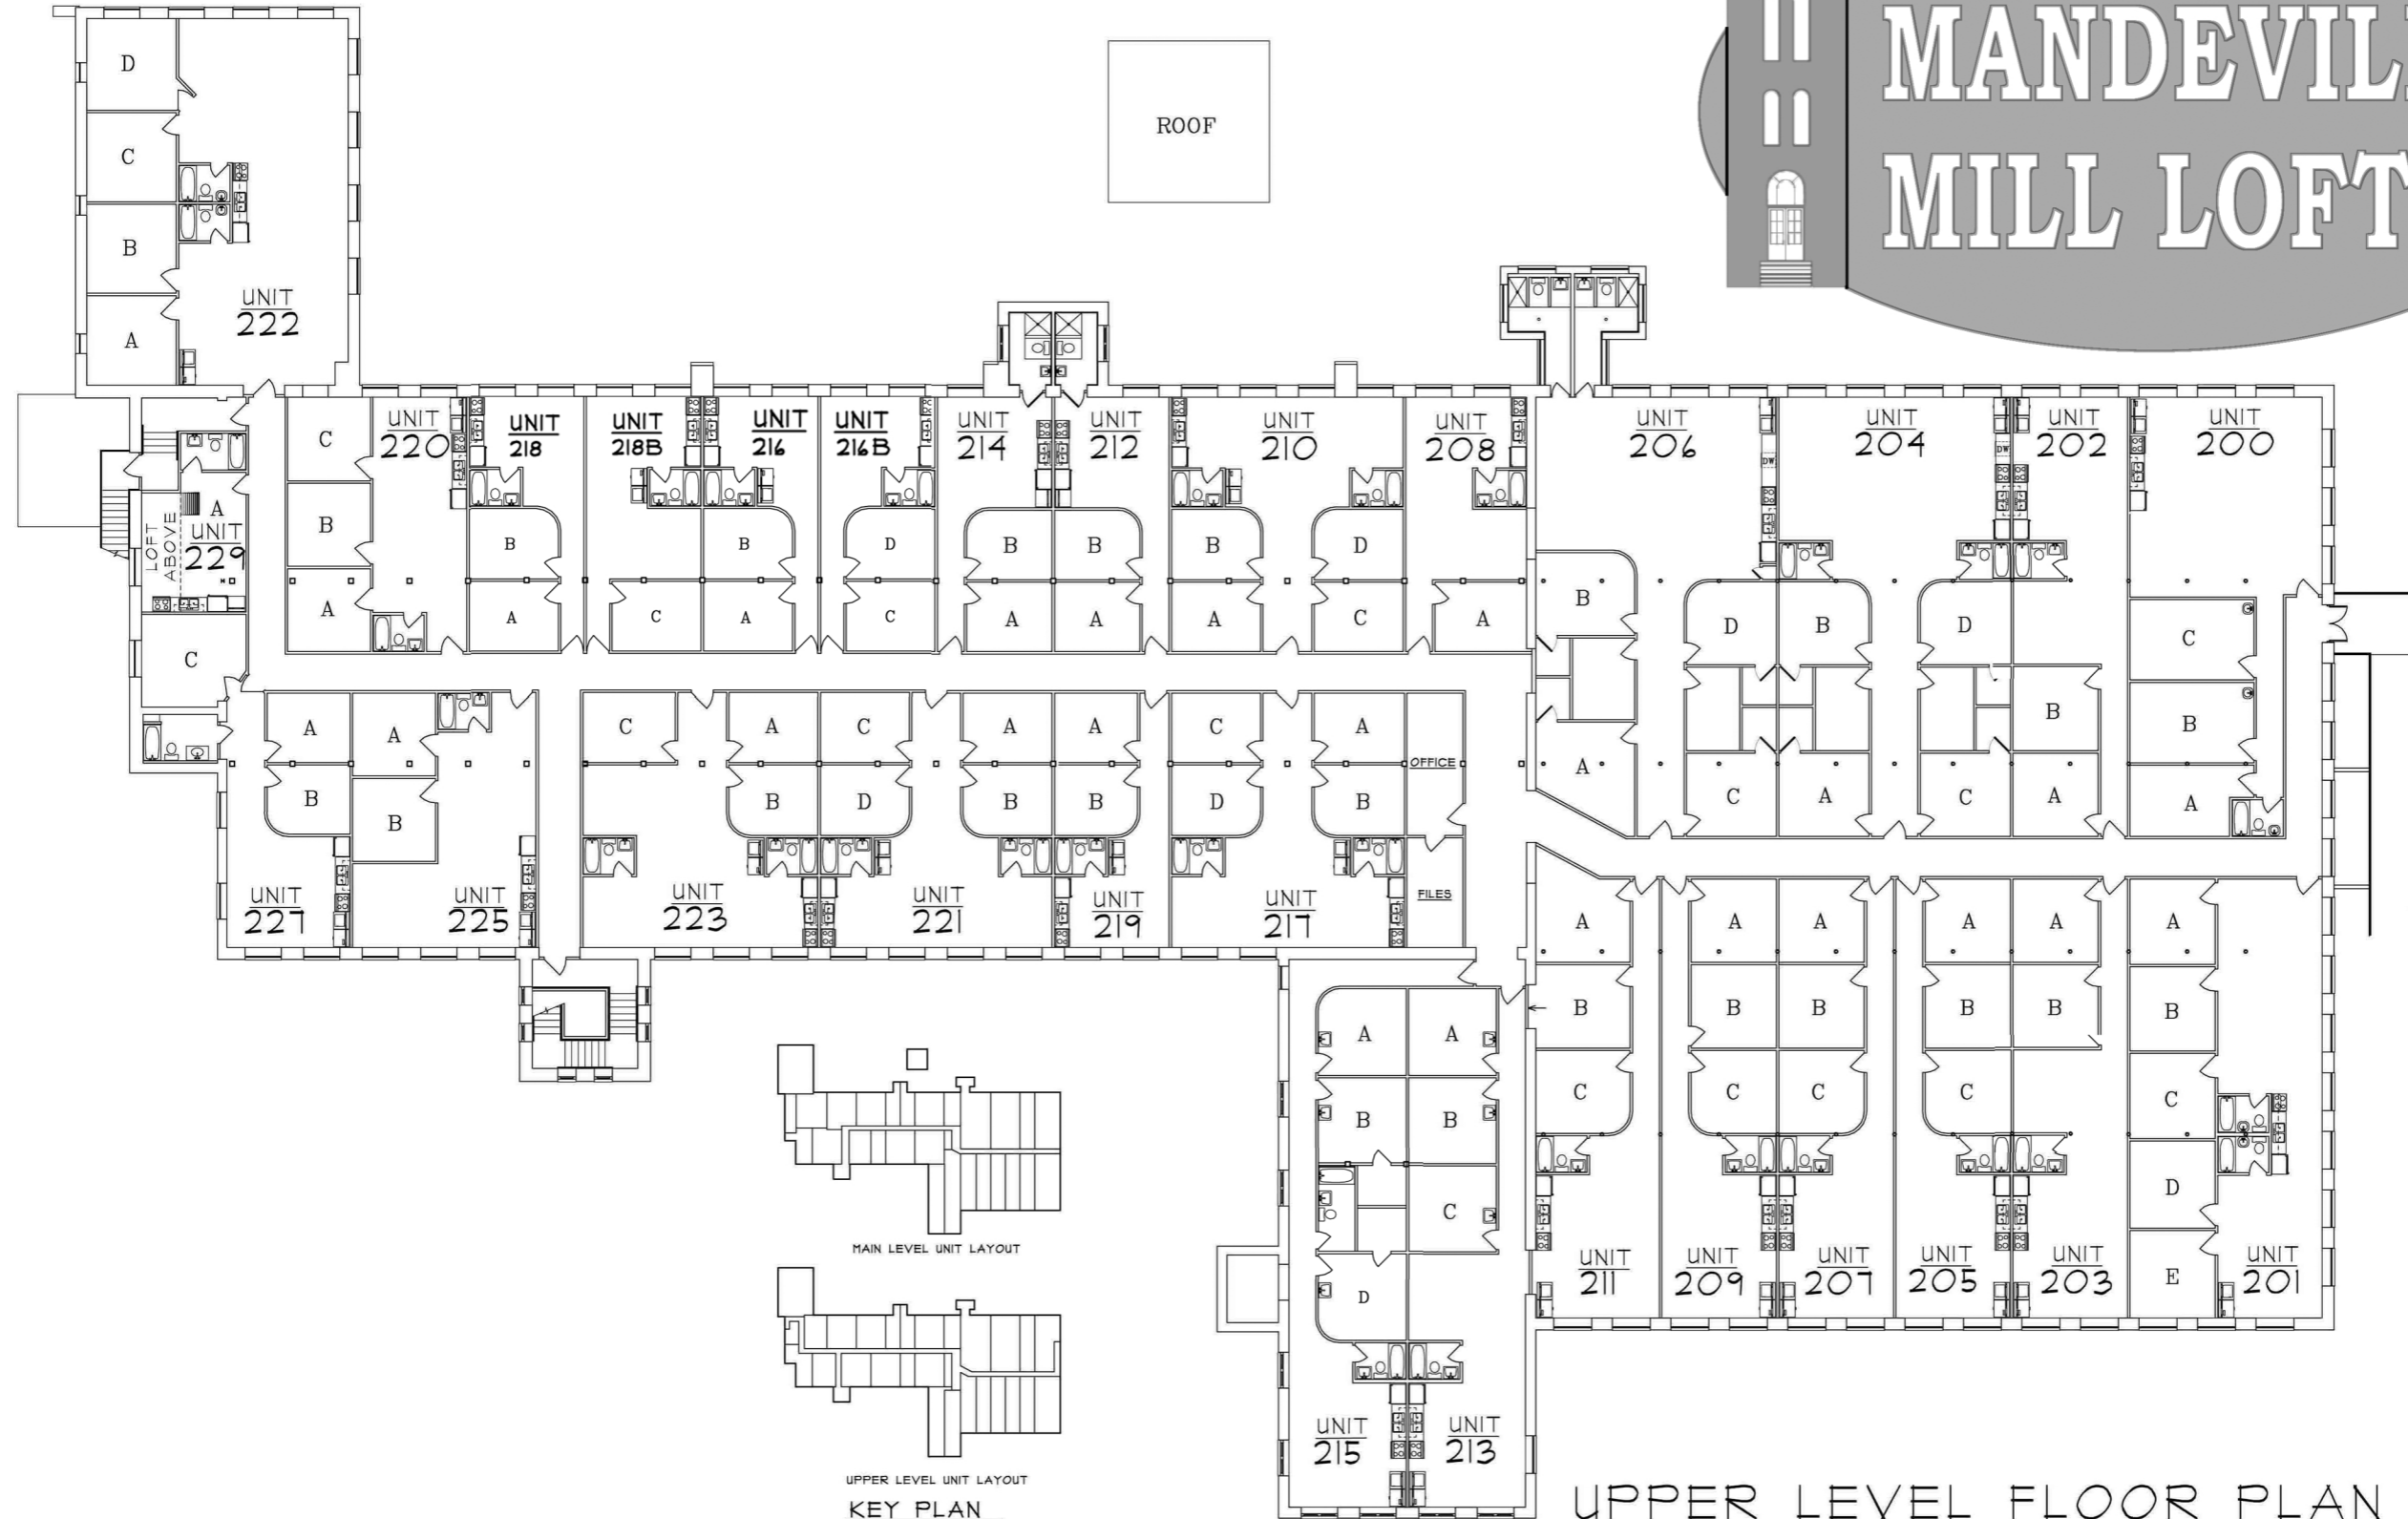 MANDEVIL
MILL LOFT
ROOF
D
C
B
A
UNIT
222
UNIT
220
C
B
A
UNIT
218
B
A
UNIT
218B
C
UNIT
216
B
A
UNIT
216B
D
C
UNIT
214
B
A
UNIT
212
B
A
UNIT
210
B
D
A
C
UNIT
208
A
UNIT
206
DW
B
D
A
C
UNIT
204
DW
B
D
A
C
UNIT
202
B
A
UNIT
200
C
B
A
A
UNIT
229
LOFT
ABOVE
C
A
B
UNIT
227
A
B
UNIT
225
C
A
B
UNIT
223
C
A
D
B
UNIT
221
A
B
UNIT
219
C
A
D
B
UNIT
217
OFFICE
FILES
A
B
C
UNIT
211
A
B
C
UNIT
209
A
B
C
UNIT
207
A
B
C
UNIT
205
A
B
UNIT
203
A
B
C
D
E
UNIT
201
A
B
D
UNIT
215
A
B
C
UNIT
213
MAIN LEVEL UNIT LAYOUT
UPPER LEVEL UNIT LAYOUT
KEY PLAN
UPPER LEVEL FLOOR PLAN